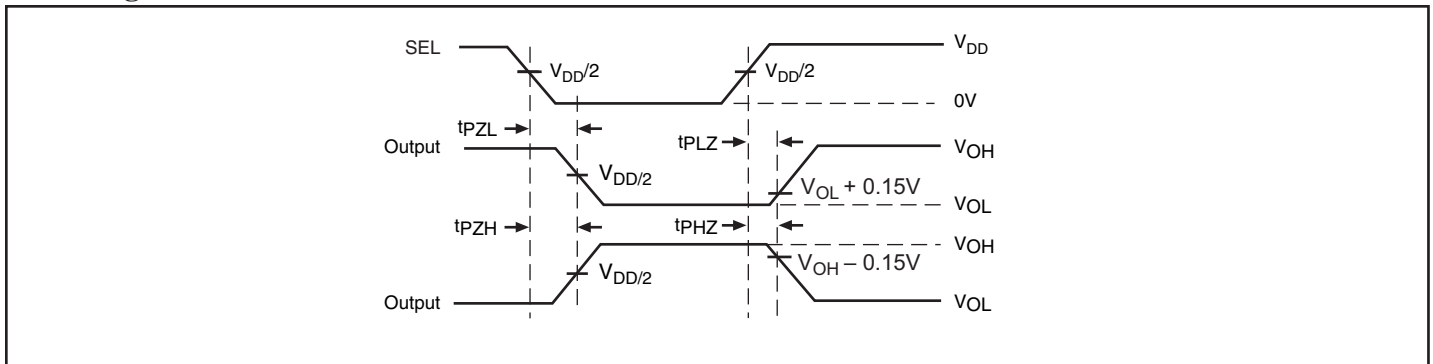 SEL
V_DD/2
V_DD/2
V_DD
0V
tPZL
tPLZ
Output
V_DD/2
V_OH
V_OL + 0.15V
V_OL
tPZH
tPHZ
V_OH
V_DD/2
V_OH – 0.15V
Output
V_OL